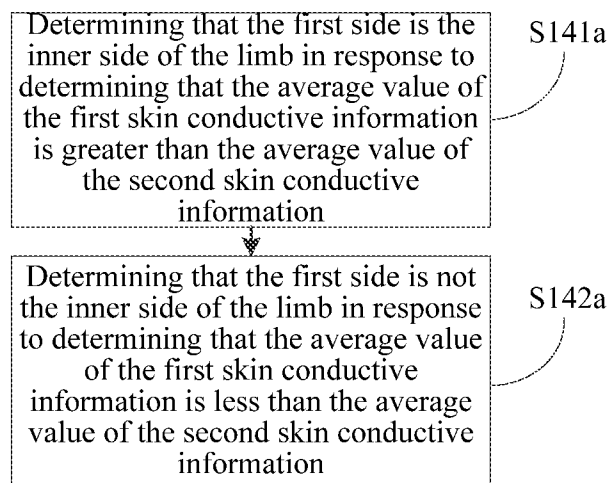 Determining that the first side is the
inner side of the limb in response to
determining that the average value of
the first skin conductive information
is greater than the average value of
the second skin conductive
information
S141a
Determining that the first side is not
the inner side of the limb in response
to determining that the average value
of the first skin conductive
information is less than the average
value of the second skin conductive
information
S142a